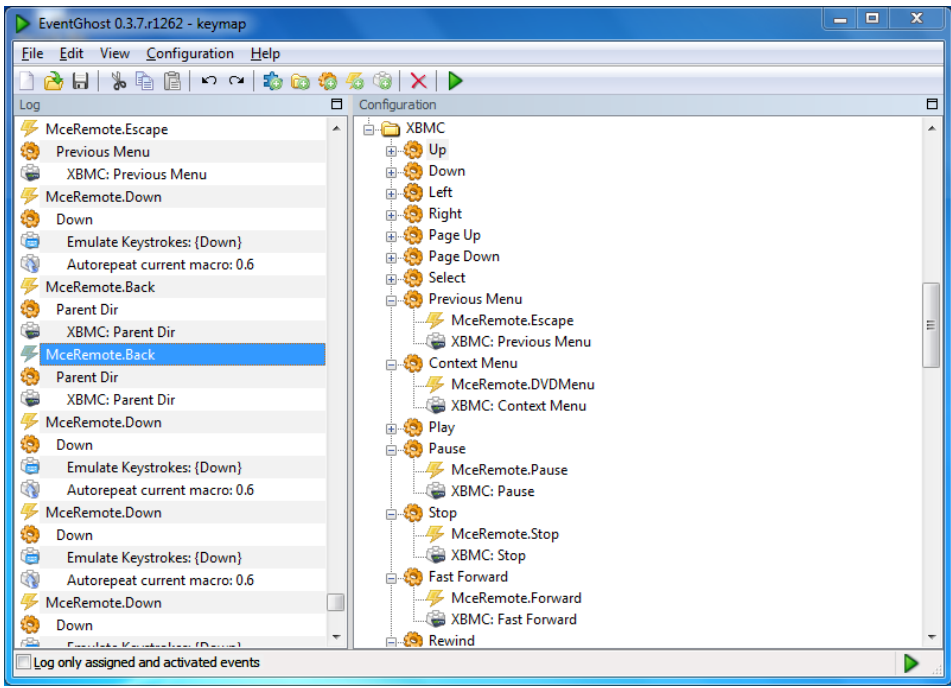 EventGhost 0.3.7.r1262 - keymap
File Edit View Configuration Help
Log
MceRemote.Escape
Previous Menu
XBMC: Previous Menu
MceRemote.Down
Down
Emulate Keystrokes: {Down}
Autorepeat current macro: 0.6
MceRemote.Back
Parent Dir
XBMC: Parent Dir
MceRemote.Back
Parent Dir
XBMC: Parent Dir
MceRemote.Down
Down
Emulate Keystrokes: {Down}
Autorepeat current macro: 0.6
MceRemote.Down
Down
Emulate Keystrokes: {Down}
Autorepeat current macro: 0.6
MceRemote.Down
Down
Emulate Keystrokes: {Down}
Configuration
XBMC
Up
Down
Left
Right
Page Up
Page Down
Select
Previous Menu
MceRemote.Escape
XBMC: Previous Menu
Context Menu
MceRemote.DVDMenu
XBMC: Context Menu
Play
Pause
MceRemote.Pause
XBMC: Pause
Stop
MceRemote.Stop
XBMC: Stop
Fast Forward
MceRemote.Forward
XBMC: Fast Forward
Rewind
Log only assigned and activated events